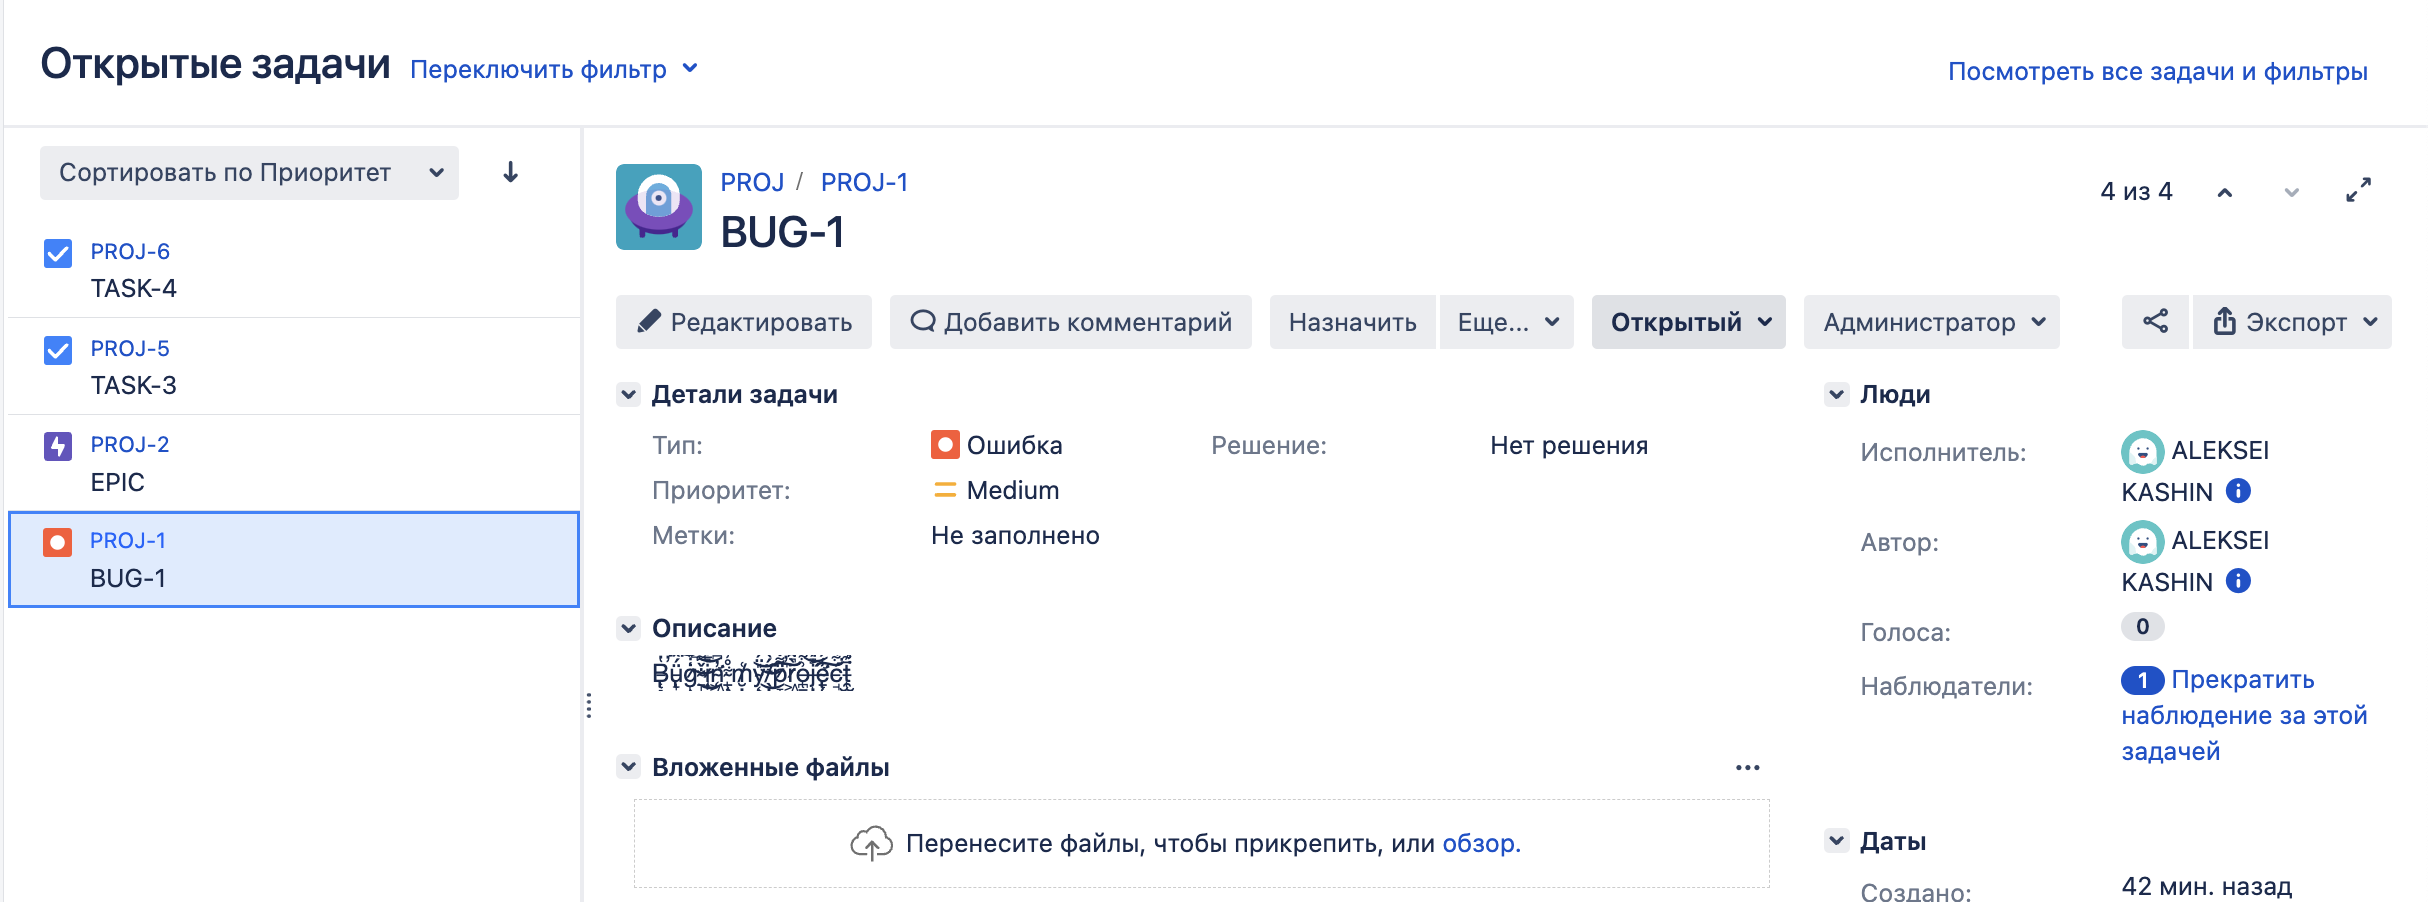 Открытые задачи
Переключить фильтр
Посмотреть все задачи и фильтры
Сортировать по Приоритет
PROJ-6
TASK-4
PROJ-5
TASK-3
PROJ-2
EPIC
PROJ-1
BUG-1
PROJ / PROJ-1
BUG-1
4 из 4
Редактировать
Добавить комментарий
Назначить
Еще...
Открытый
Администратор
Экспорт
Детали задачи
Тип: Ошибка
Решение: Нет решения
Приоритет: Medium
Метки: Не заполнено
Описание
Bug in my project
Вложенные файлы
Перенесите файлы, чтобы прикрепить, или обзор.
Люди
Исполнитель: ALEKSEI
KASHIN
Автор: ALEKSEI
KASHIN
Голоса: 0
Наблюдатели: 1 Прекратить
наблюдение за этой
задачей
Даты
Создано: 42 мин. назад